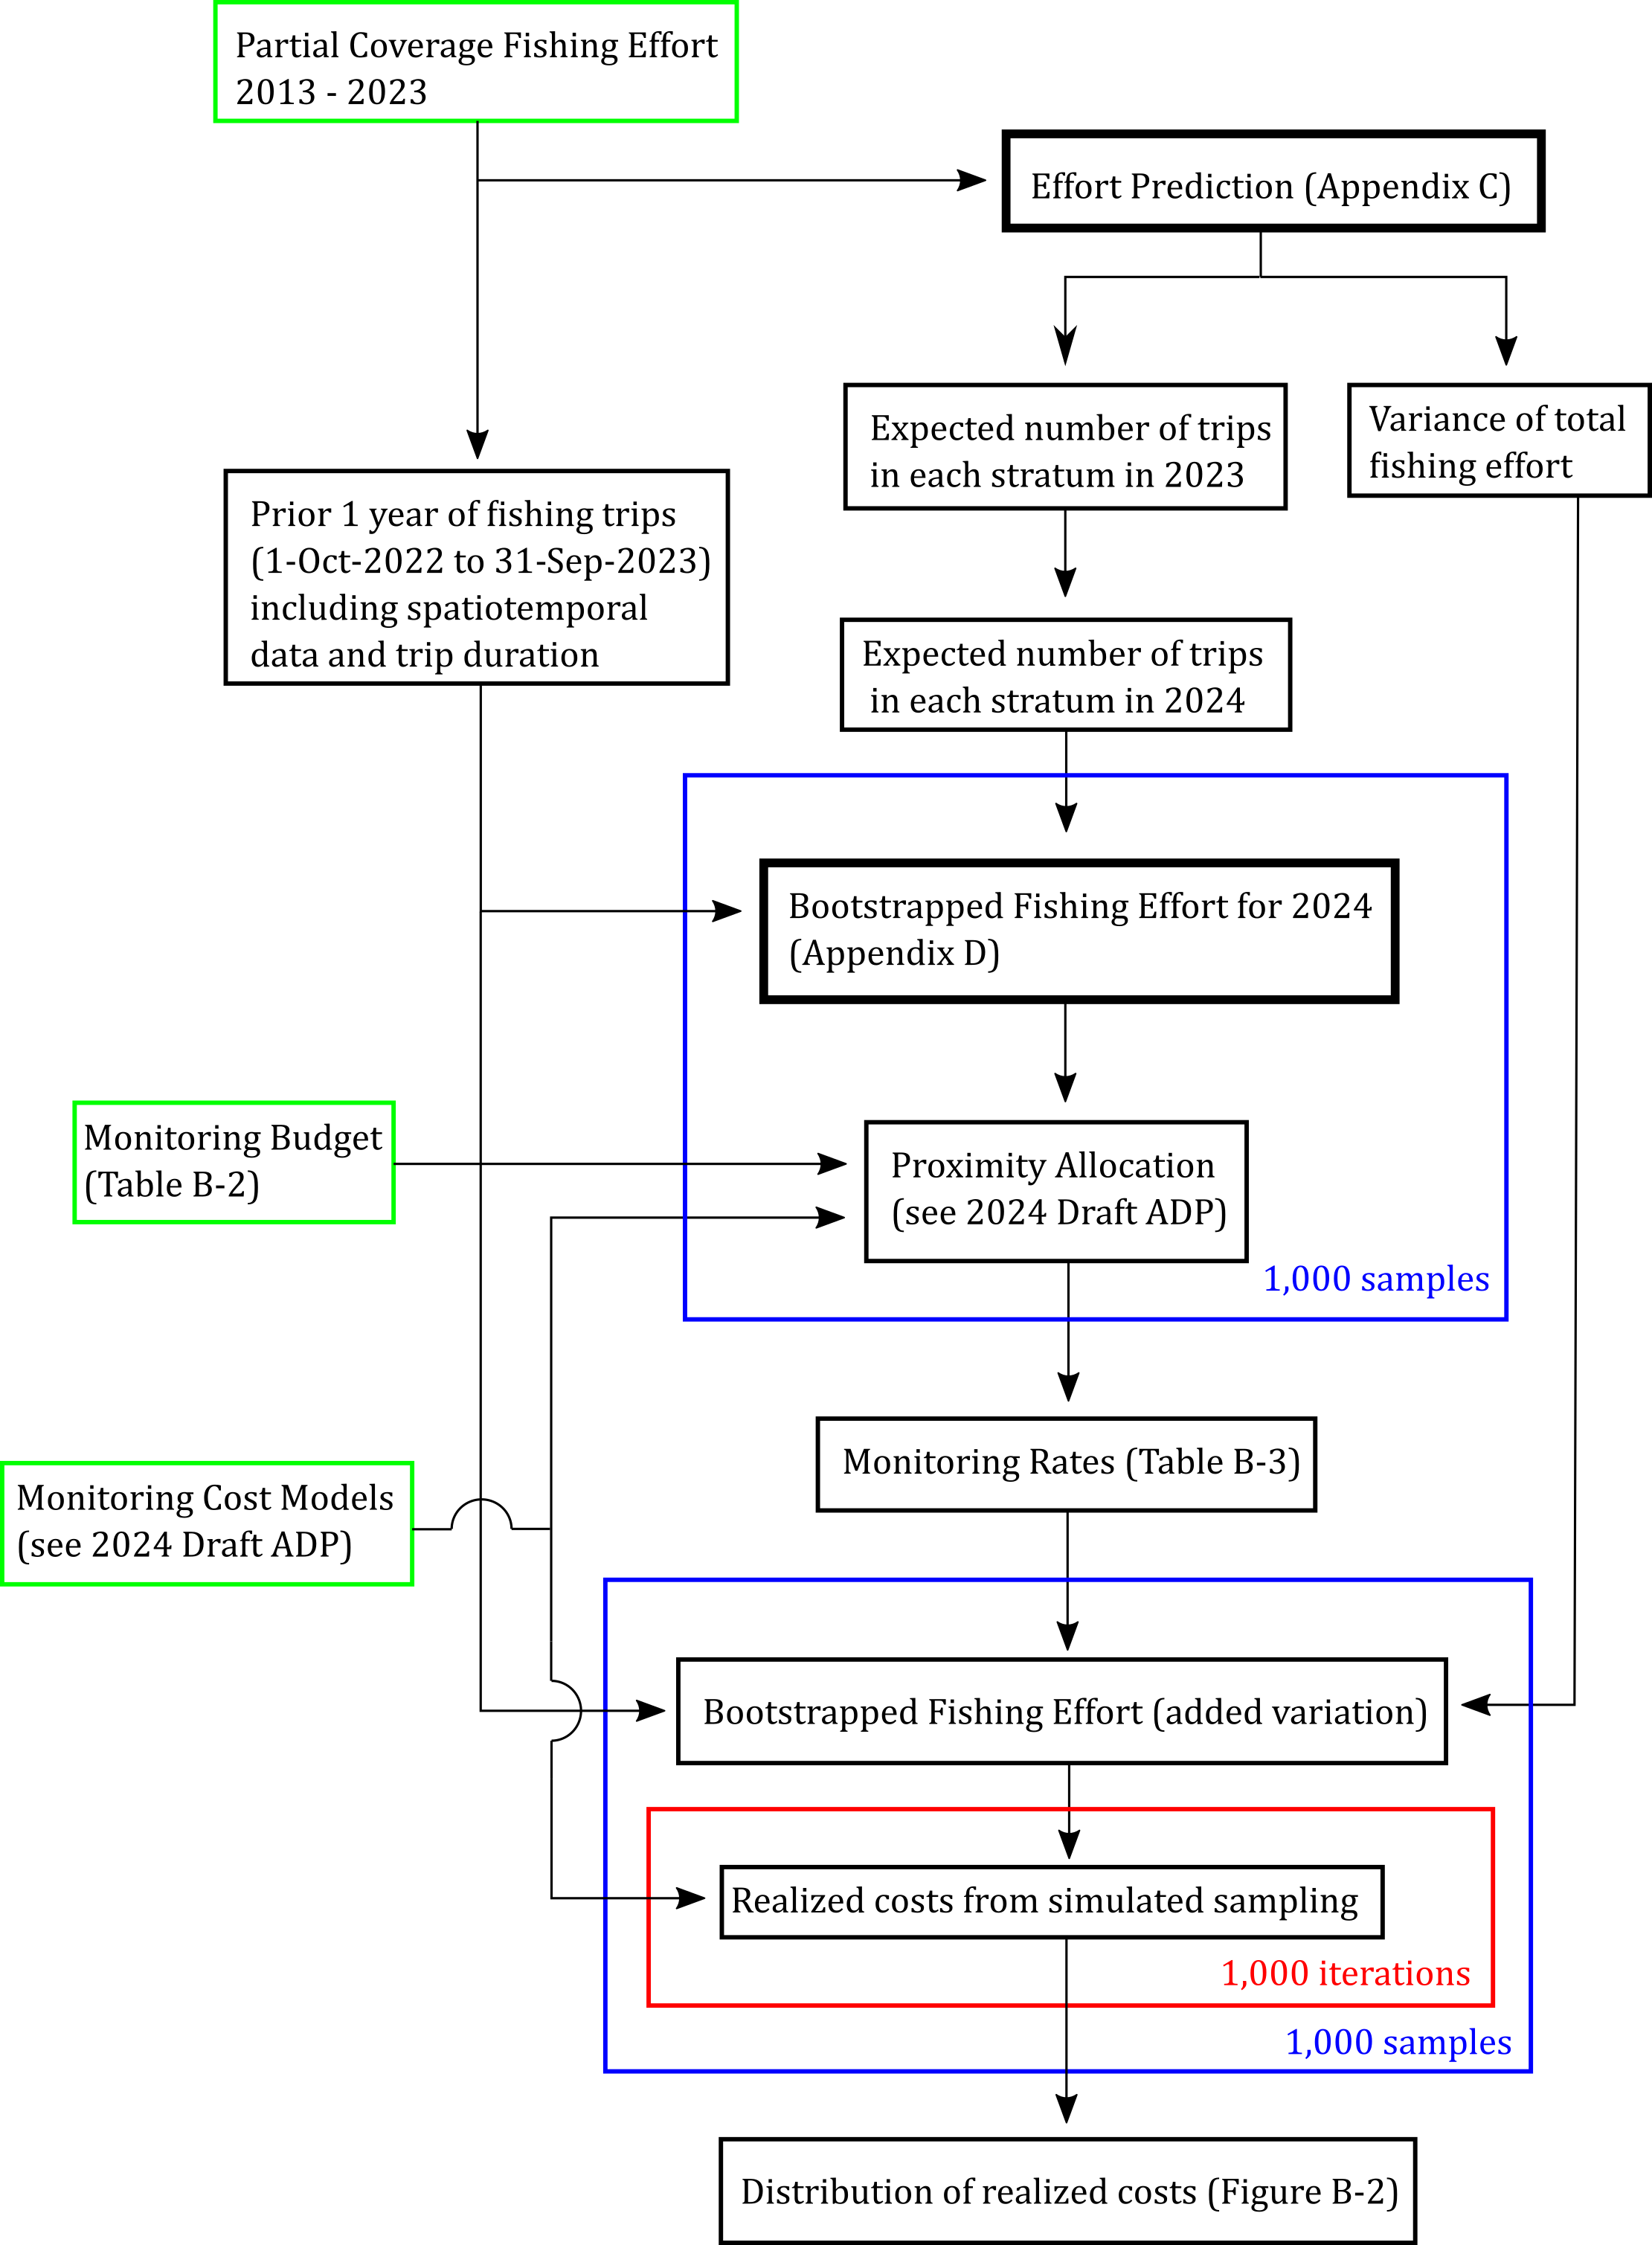 Partial Coverage Fishing Effort
2013 - 2023
Effort Prediction (Appendix C)
Expected number of trips
in each stratum in 2023
Variance of total
fishing effort
Prior 1 year of fishing trips
(1-Oct-2022 to 31-Sep-2023)
including spatiotemporal
data and trip duration
Expected number of trips
in each stratum in 2024
Bootstrapped Fishing Effort for 2024
(Appendix D)
Monitoring Budget
(Table B-2)
Proximity Allocation
(see 2024 Draft ADP)
1,000 samples
Monitoring Rates (Table B-3)
Monitoring Cost Models
(see 2024 Draft ADP)
Bootstrapped Fishing Effort (added variation)
Realized costs from simulated sampling
1,000 iterations
1,000 samples
Distribution of realized costs (Figure B-2)